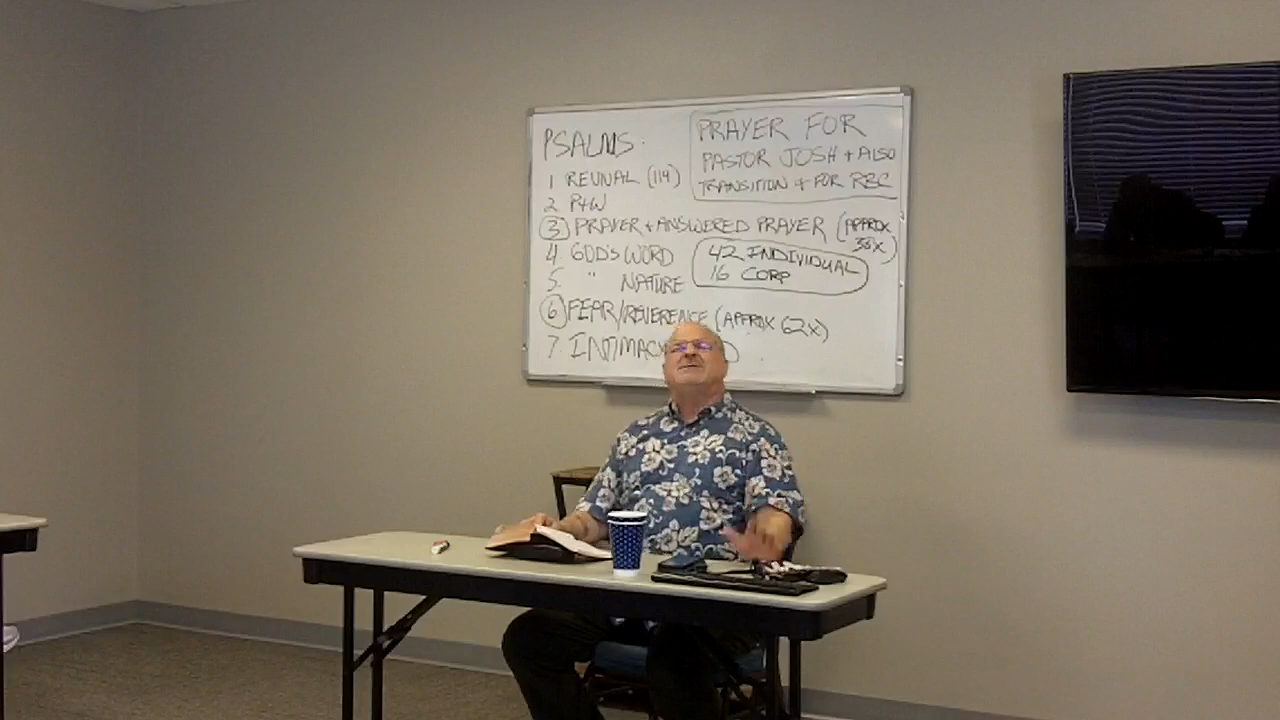 PSALMS:
1 REVIVAL (119)
2 P+W
3 PRAYER + ANSWERED PRAYER (APPROX 38X)
4. GOD'S WORD
5. " NATURE
6 FEAR/REVERENCE (APPROX 62X)
7. INTIMACY
PRAYER FOR
PASTOR JOSH + ALSO
TRANSITION + FOR RBC
42 INDIVIDUAL
16 CORP